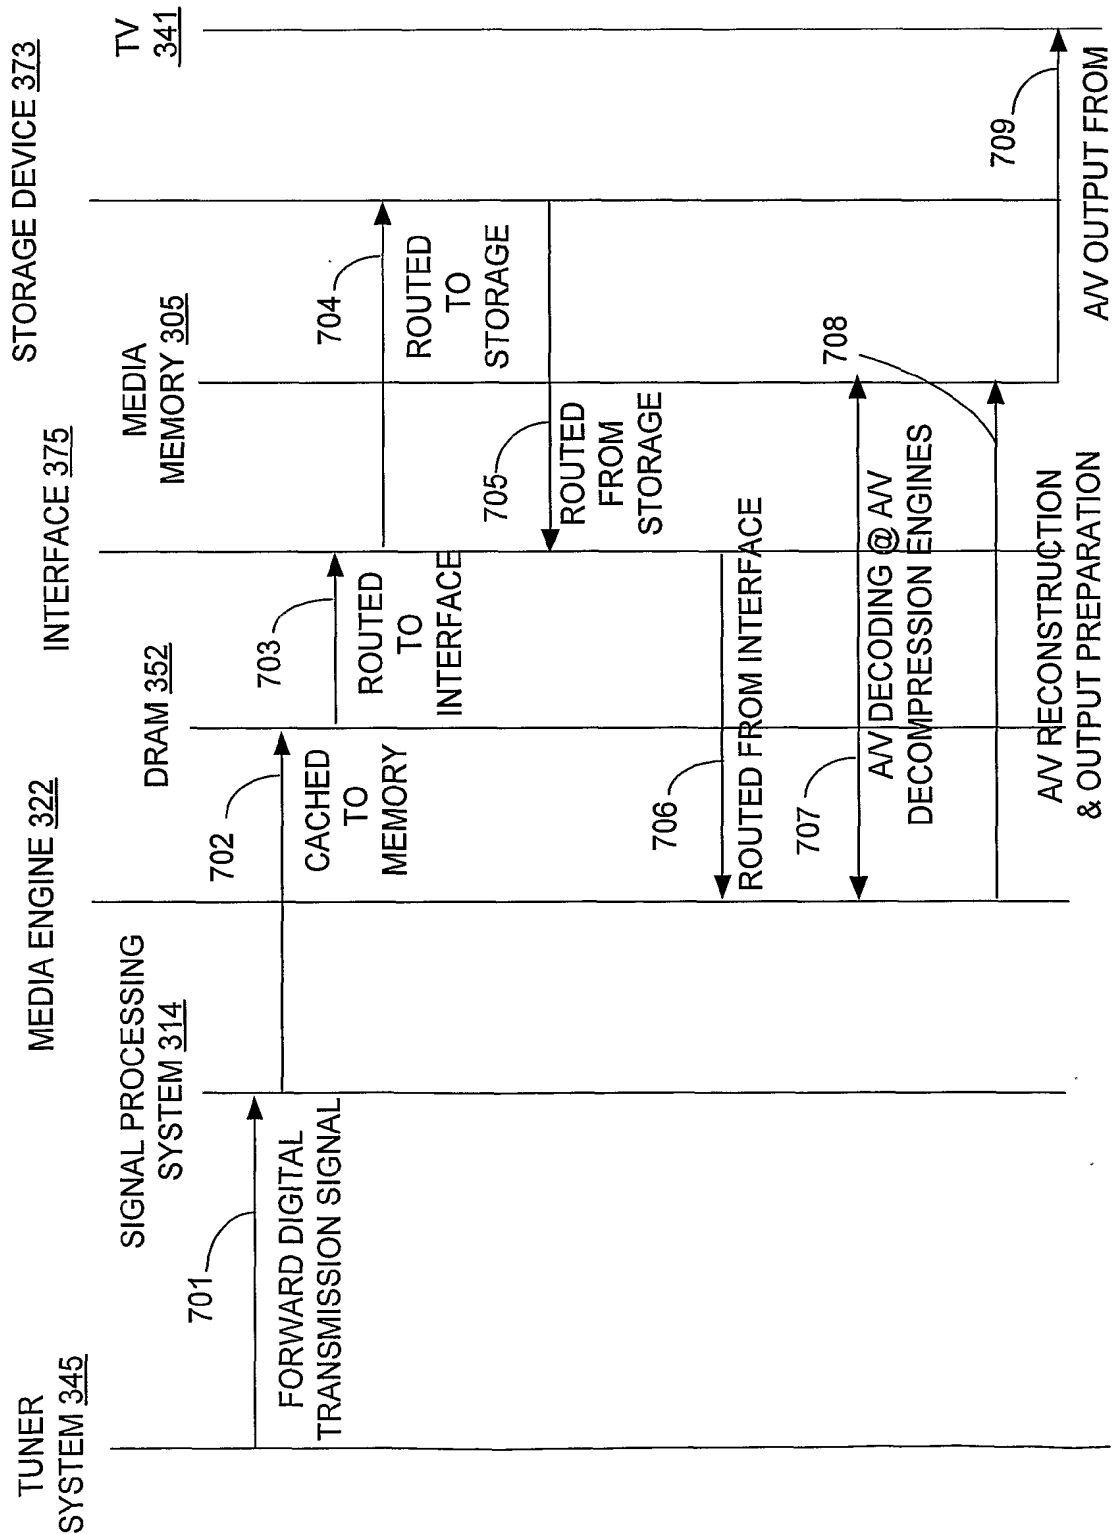 TUNER
SYSTEM 345
SIGNAL PROCESSING
SYSTEM 314
MEDIA ENGINE 322
DRAM 352
INTERFACE 375
MEDIA
MEMORY 305
STORAGE DEVICE 373
TV
341
701
FORWARD DIGITAL
TRANSMISSION SIGNAL
702
CACHED
TO
MEMORY
703
ROUTED
TO
INTERFACE
704
ROUTED
TO
STORAGE
705
ROUTED
FROM
STORAGE
706
ROUTED FROM INTERFACE
707
A/V DECODING @ A/V
DECOMPRESSION ENGINES
708
A/V RECONSTRUCTION
& OUTPUT PREPARATION
709
A/V OUTPUT FROM